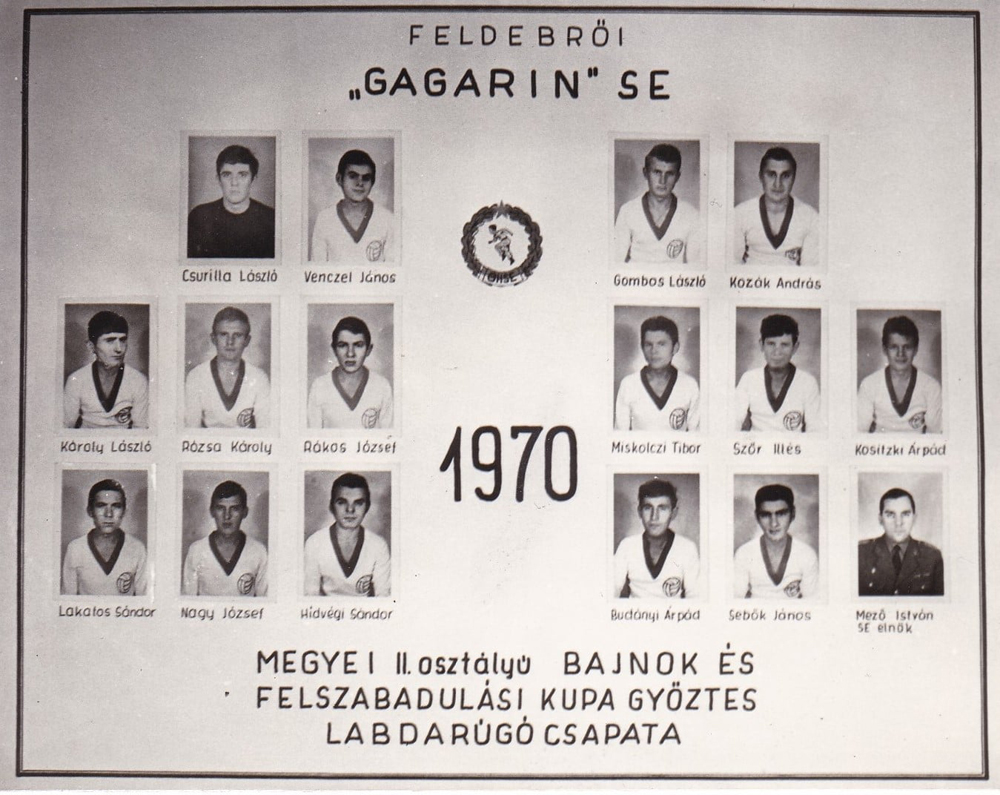 FELDEBRŐI
„GAGARIN" SE
Csurilla László Venczel János Gombos László Kozák András
Károly László Rózsa Károly Rákos József Miskolczi Tibor Szőr Illés Kositzki Árpád
1970
Lakatos Sándor Nagy József Hidvégi Sándor Budányi Árpád Sebők János Mező István
SE elnök
MEGYEI II. osztályú BAJNOK ÉS
FELSZABADULÁSI KUPA GYŐZTES
LABDARÚGÓ CSAPATA